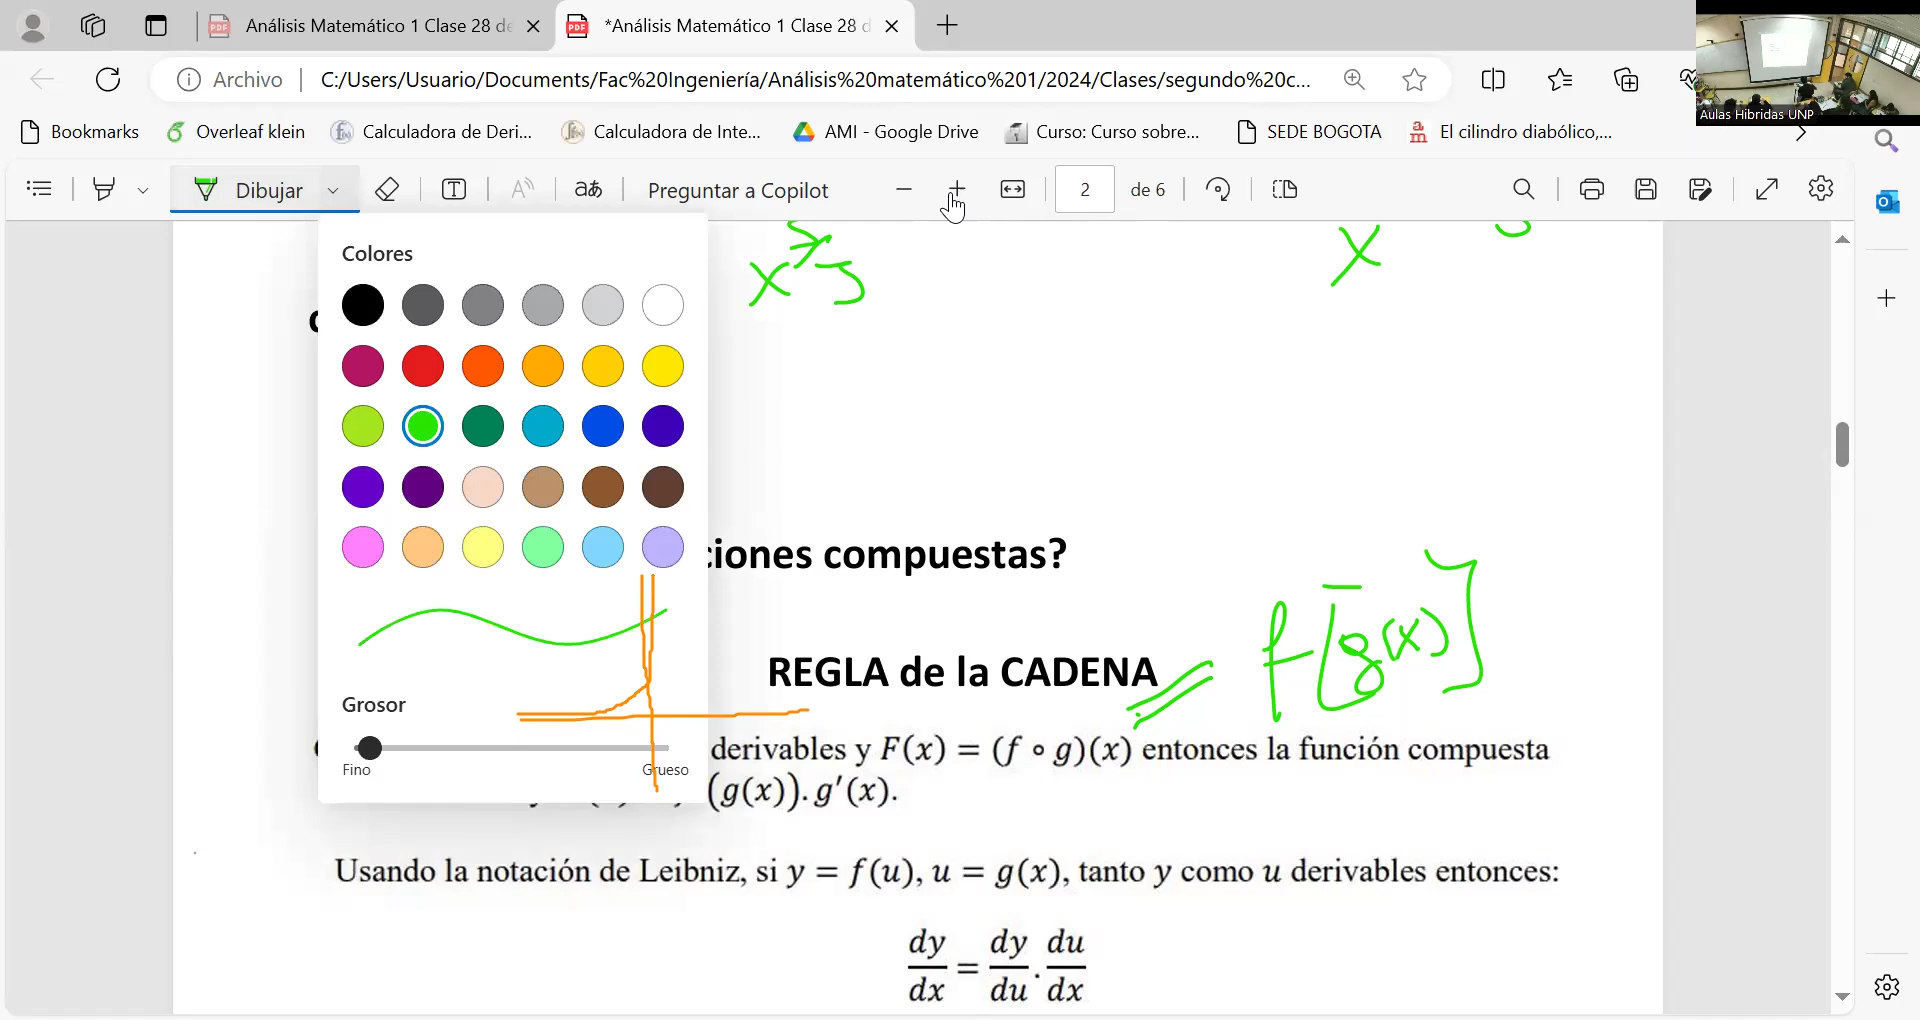 Análisis Matemático 1 Clase 28 de
*Análisis Matemático 1 Clase 28 d
Archivo
C:/Users/Usuario/Documents/Fac%20Ingeniería/Análisis%20matemático%201/2024/Clases/segundo%20c...
Aulas Hibridas UNP
Bookmarks
Overleaf klein
Calculadora de Deri...
Calculadora de Inte...
AMI - Google Drive
Curso: Curso sobre...
SEDE BOGOTA
El cilindro diabólico,...
Dibujar
Preguntar a Copilot
2 de 6
Colores
x
ciones compuestas?
f[g(x)]
REGLA de la CADENA
Grosor
Fino
Grueso
derivables y F(x) = (f ∘ g)(x) entonces la función compuesta
(g(x)).g′(x).
Usando la notación de Leibniz, si y = f(u), u = g(x), tanto y como u derivables entonces:
dy/dx = dy/du . du/dx